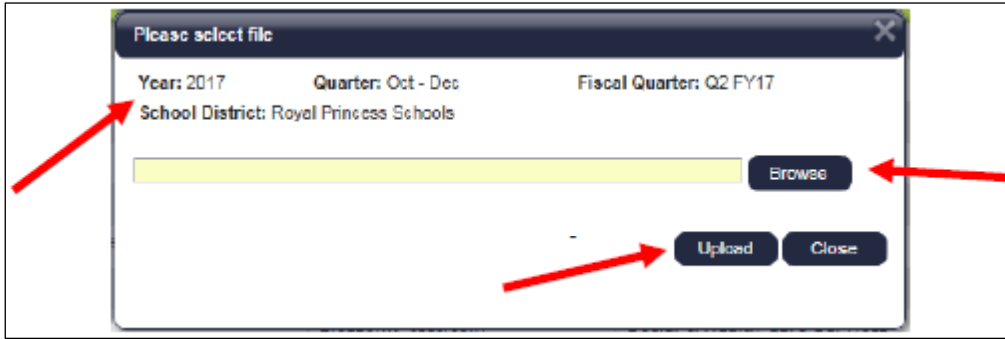 Please select file
Year: 2017 Quarter: Oct - Dec Fiscal Quarter: Q2 FY17
School District: Royal Princess Schools
Browse
Upload Close